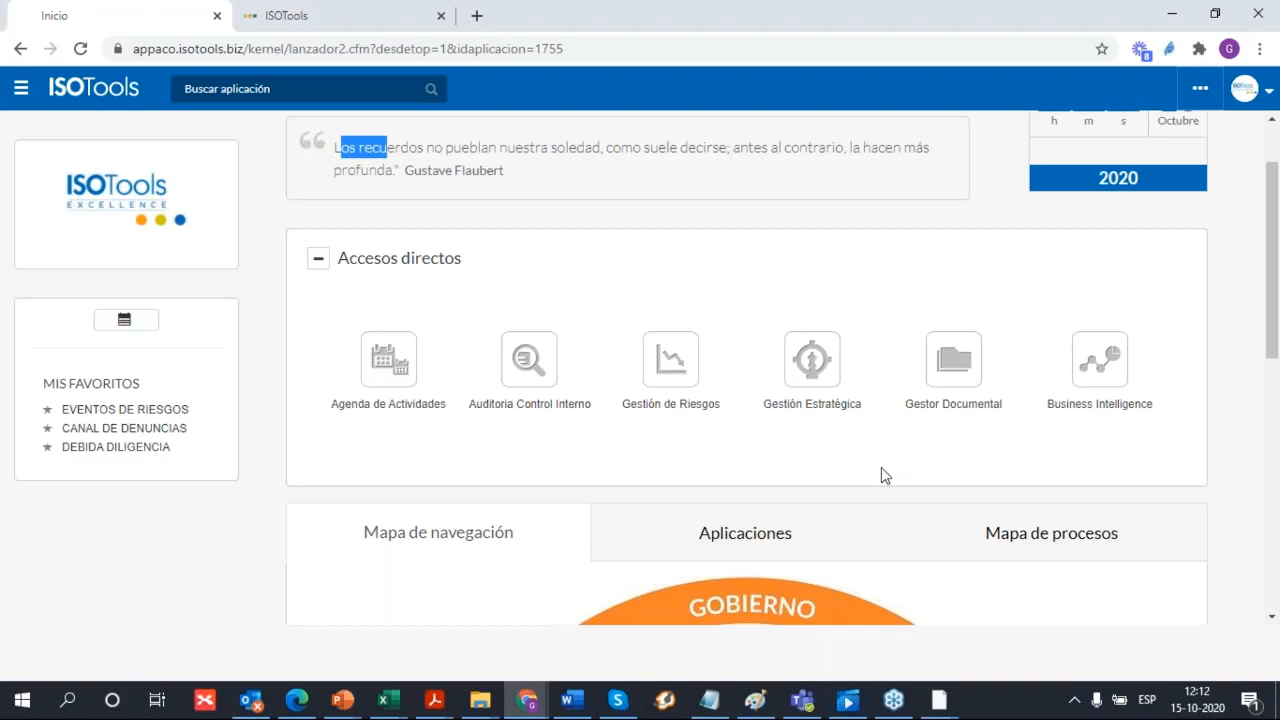 Inicio
ISOTools
appaco.isotools.biz/kernel/lanzador2.cfm?desdetop=1&idaplicacion=1755
G
8
ISOTools
Buscar aplicación
ISOTools
EXCELLENCE
Los recuerdos no pueblan nuestra soledad, como suele decirse; antes al contrario, la hacen más
profunda." Gustave Flaubert
h m s Octubre
2020
Accesos directos
Agenda de Actividades
Auditoria Control Interno
Gestión de Riesgos
Gestión Estratégica
Gestor Documental
Business Intelligence
MIS FAVORITOS
EVENTOS DE RIESGOS
CANAL DE DENUNCIAS
DEBIDA DILIGENCIA
Mapa de navegación
Aplicaciones
Mapa de procesos
GOBIERNO
ESP
12:12
15-10-2020
1